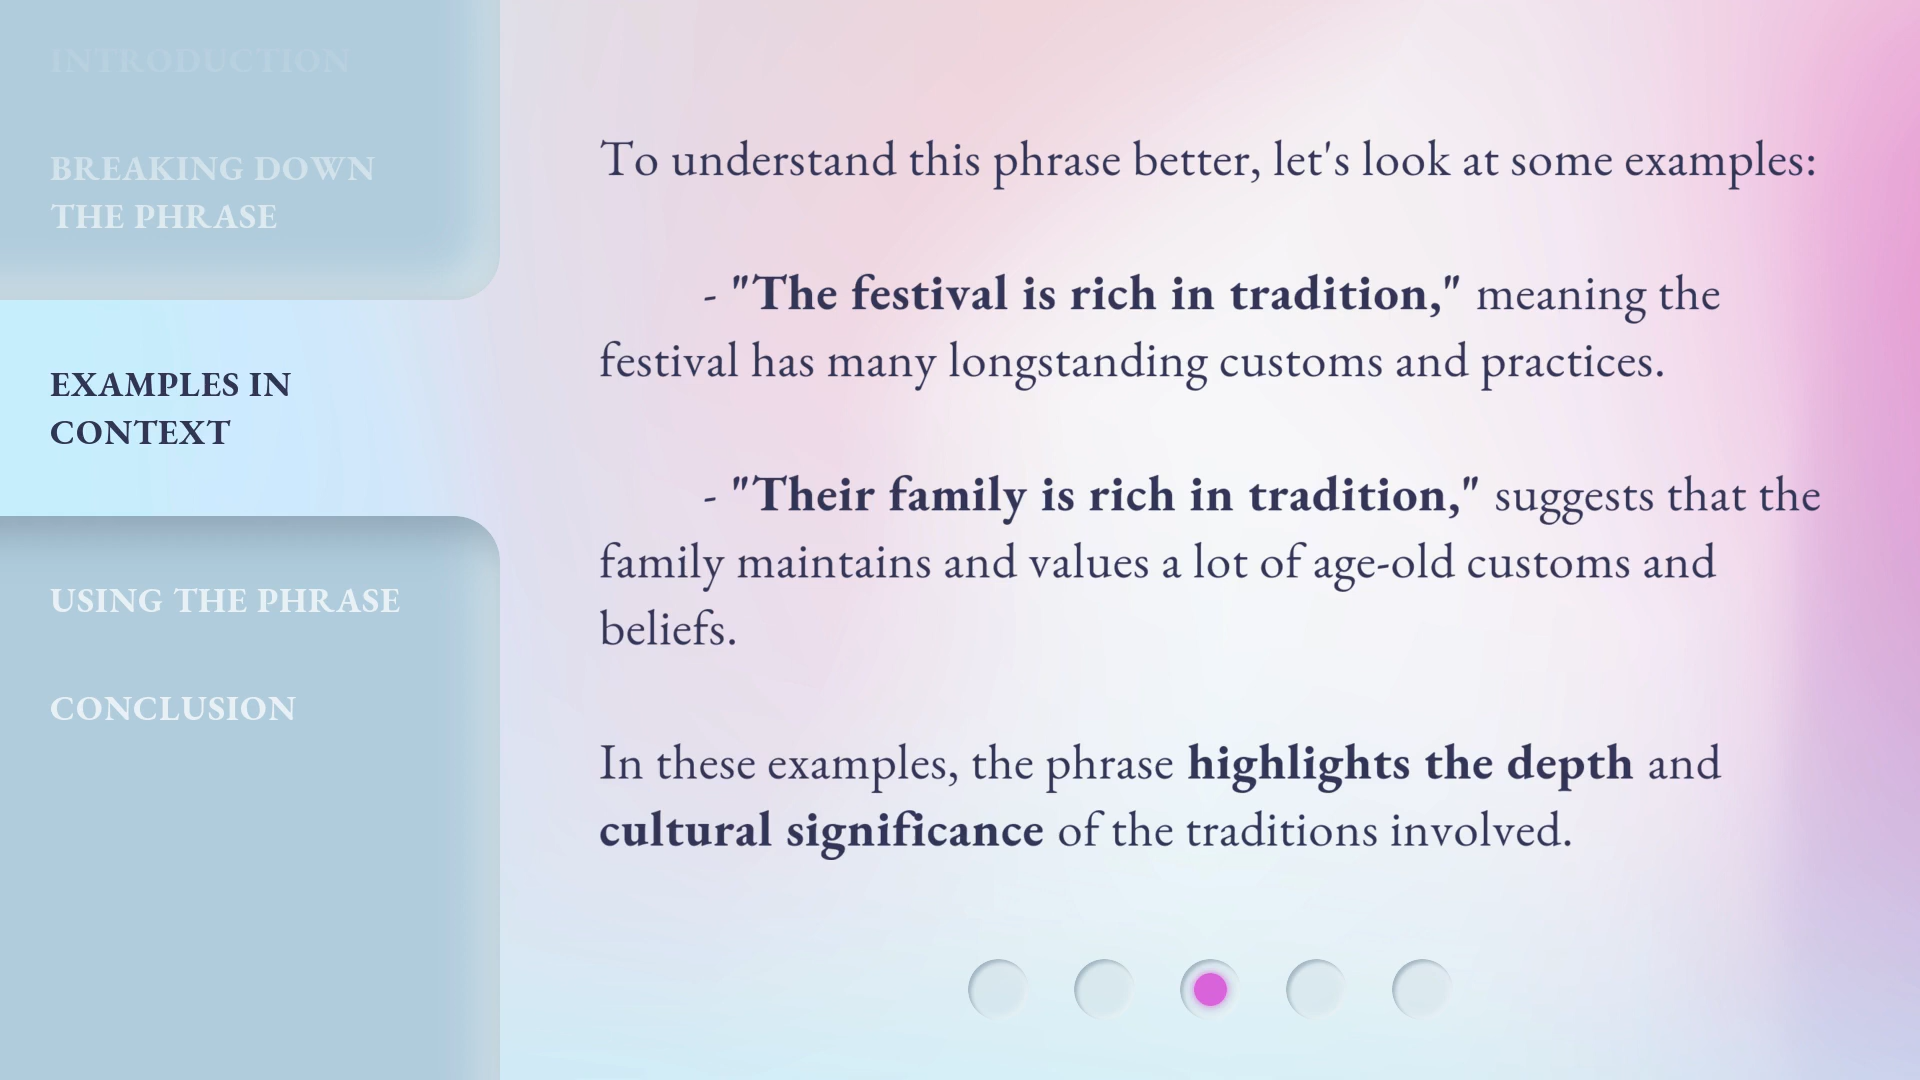 INTRODUCTION
BREAKING DOWN
THE PHRASE
EXAMPLES IN
CONTEXT
USING THE PHRASE
CONCLUSION
To understand this phrase better, let's look at some examples:
- "The festival is rich in tradition," meaning the
festival has many longstanding customs and practices.
- "Their family is rich in tradition," suggests that the
family maintains and values a lot of age-old customs and
beliefs.
In these examples, the phrase highlights the depth and
cultural significance of the traditions involved.